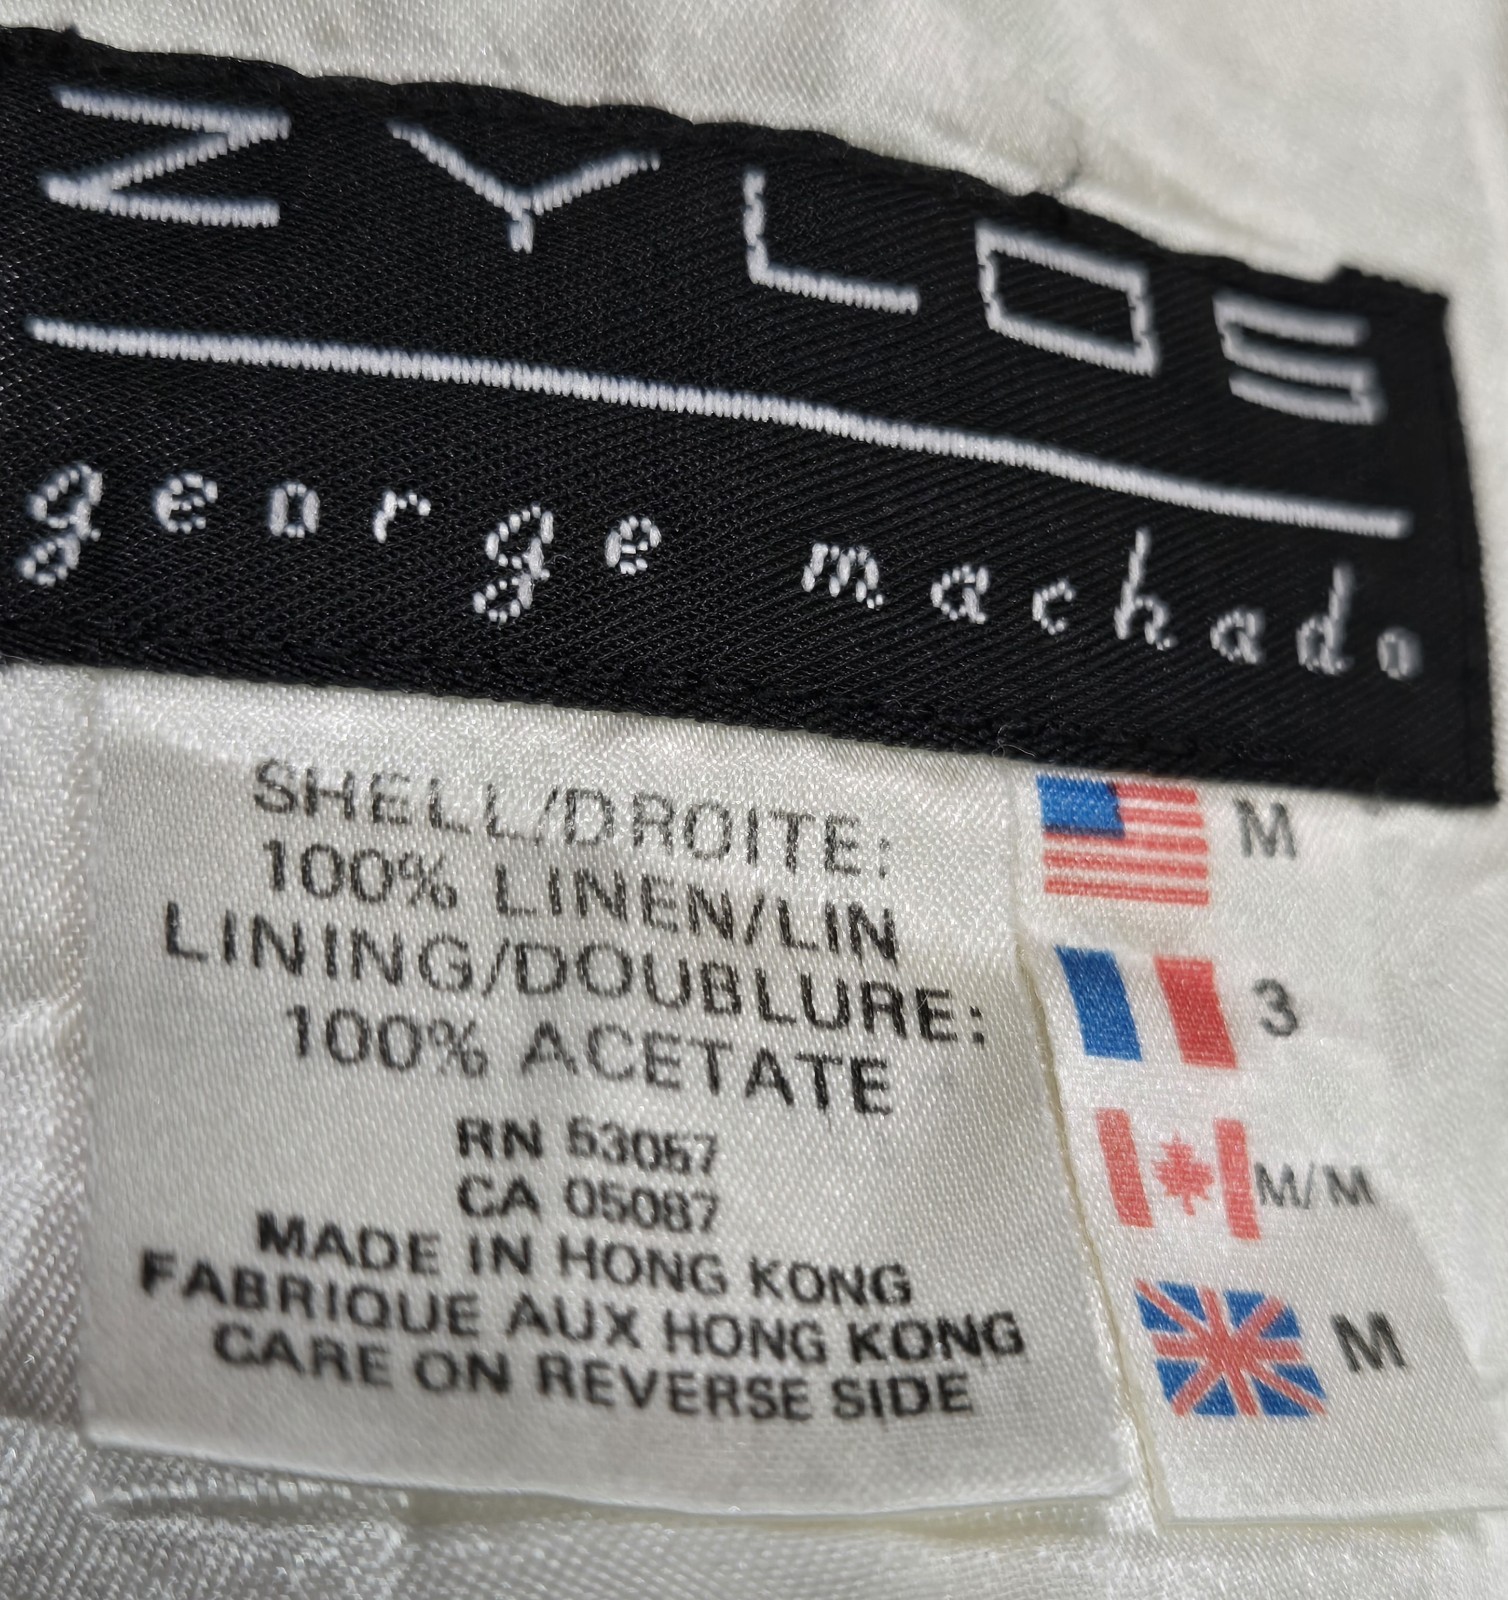 ZYLOS
george machado
SHELL/DROITE:
100% LINEN/LIN
LINING/DOUBLURE:
100% ACETATE
RN 53057
CA 05087
MADE IN HONG KONG
FABRIQUE AUX HONG KONG
CARE ON REVERSE SIDE
M
3
M/M
M